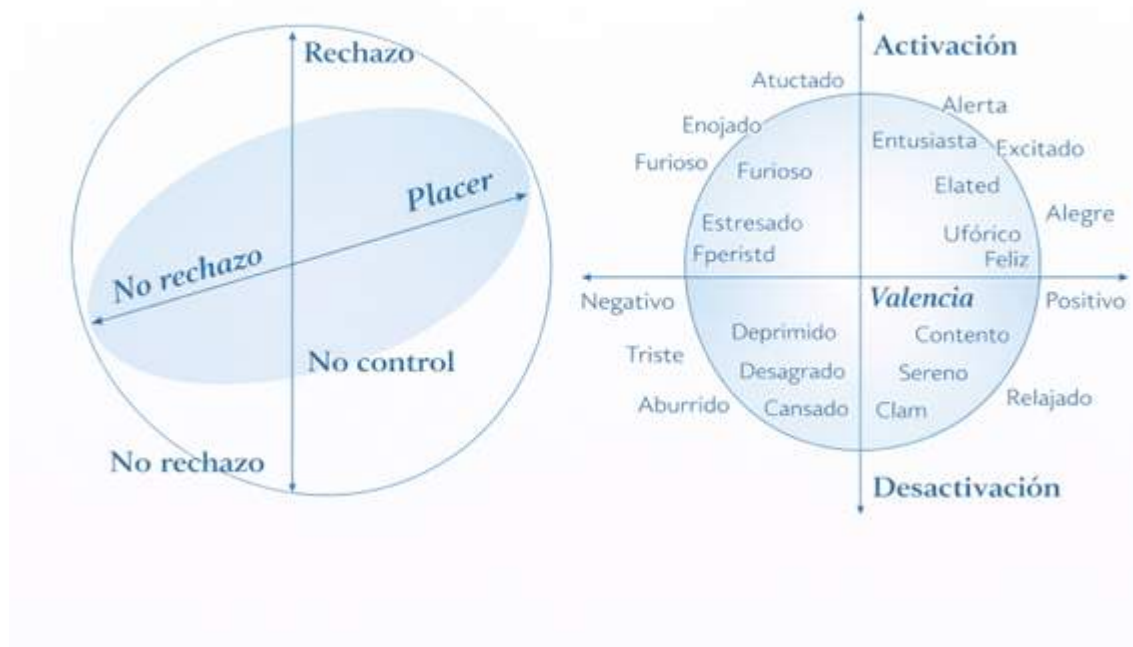 Rechazo
Placer
No rechazo
No control
No rechazo
Activación
Atuctado
Alerta
Enojado
Entusiasta
Excitado
Furioso
Furioso
Elated
Alegre
Estresado
Ufórico
Fperistd
Feliz
Negativo
Valencia
Positivo
Deprimido
Contento
Triste
Desagrado
Sereno
Relajado
Aburrido
Cansado
Clam
Desactivación